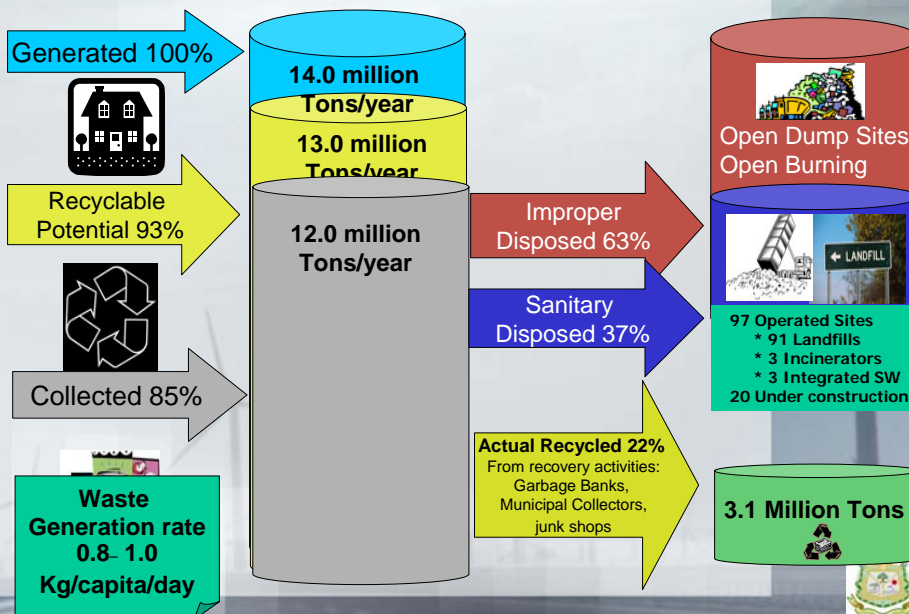 Generated 100%
14.0 million
Tons/year
13.0 million
Tons/year
Recyclable
Potential 93%
12.0 million
Tons/year
Collected 85%
Waste
Generation rate
0.8– 1.0
Kg/capita/day
Improper
Disposed 63%
Sanitary
Disposed 37%
Actual Recycled 22%
From recovery activities:
Garbage Banks,
Municipal Collectors,
junk shops
Open Dump Sites
Open Burning
← LANDFILL
97 Operated Sites
* 91 Landfills
* 3 Incinerators
* 3 Integrated SW
20 Under construction
3.1 Million Tons